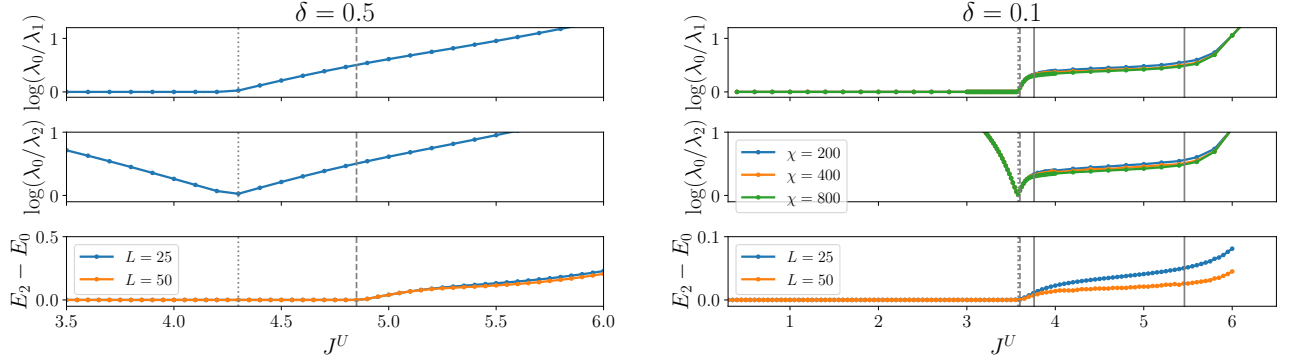 δ = 0.5
log(λ₀/λ₁)
1
0
log(λ₀/λ₂)
1
0
E₂ − E₀
0.5
0.0
L = 25
L = 50
3.5 4.0 4.5 5.0 5.5 6.0
J^U
δ = 0.1
log(λ₀/λ₁)
1
0
log(λ₀/λ₂)
1
0
χ = 200
χ = 400
χ = 800
E₂ − E₀
0.1
0.0
L = 25
L = 50
1 2 3 4 5 6
J^U